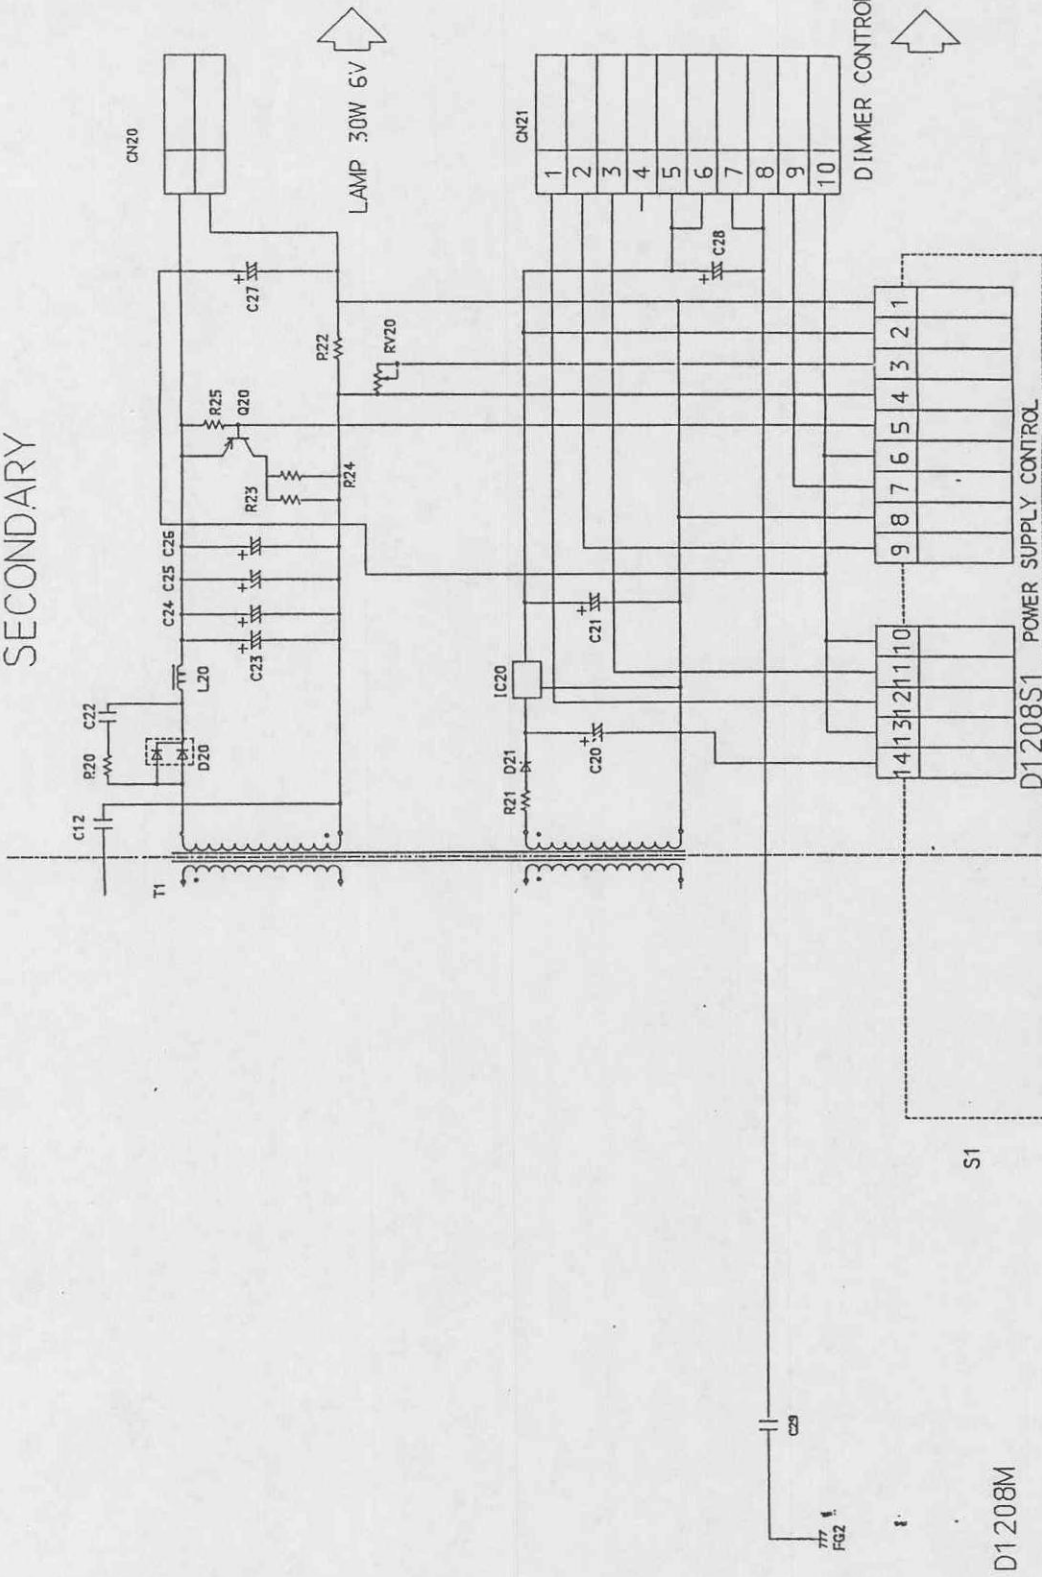 SECONDARY
CN20
LAMP 30W 6V
CN21
1
2
3
4
5
6
7
8
9
10
DIMMER CONTROL
C27
R22
RV20
C28
R25
Q20
R23
R24
C26
C25
C24
C23
L20
C22
R20
D20
C12
T1
C21
IC20
C20
D21
R21
1
2
3
4
5
6
7
8
9
10
11
12
13
14
POWER SUPPLY CONTROL
D1208S1
S1
C29
FG2
D1208M